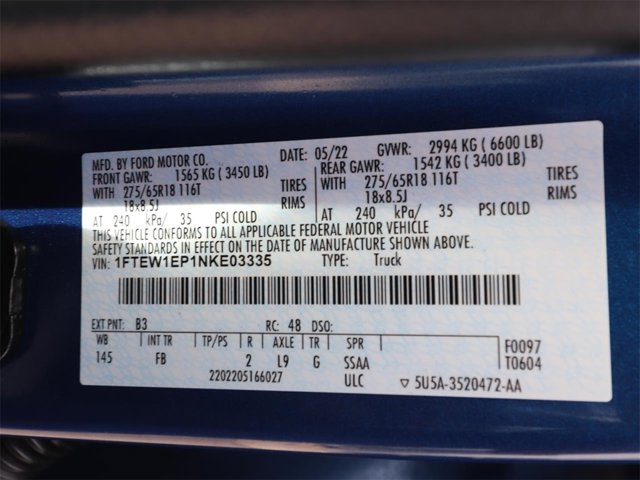 MFD. BY FORD MOTOR CO.
DATE: 05/22 GVWR: 2994 KG ( 6600 LB)
FRONT GAWR: 1565 KG ( 3450 LB) REAR GAWR: 1542 KG ( 3400 LB)
WITH 275/65R18 116T TIRES WITH 275/65R18 116T TIRES
18x8.5J RIMS 18x8.5J RIMS
AT 240 kPa/ 35 PSI COLD AT 240 kPa/ 35 PSI COLD
THIS VEHICLE CONFORMS TO ALL APPLICABLE FEDERAL MOTOR VEHICLE
SAFETY STANDARDS IN EFFECT ON THE DATE OF MANUFACTURE SHOWN ABOVE.
VIN: 1FTEW1EP1NKE03335 TYPE: Truck
EXT PNT: B3 RC: 48 DSO:
WB INT TR TP/PS R AXLE TR SPR F0097
145 FB 2 L9 G SSAA T0604
2202205166027 ULC ▽ 5U5A-3520472-AA